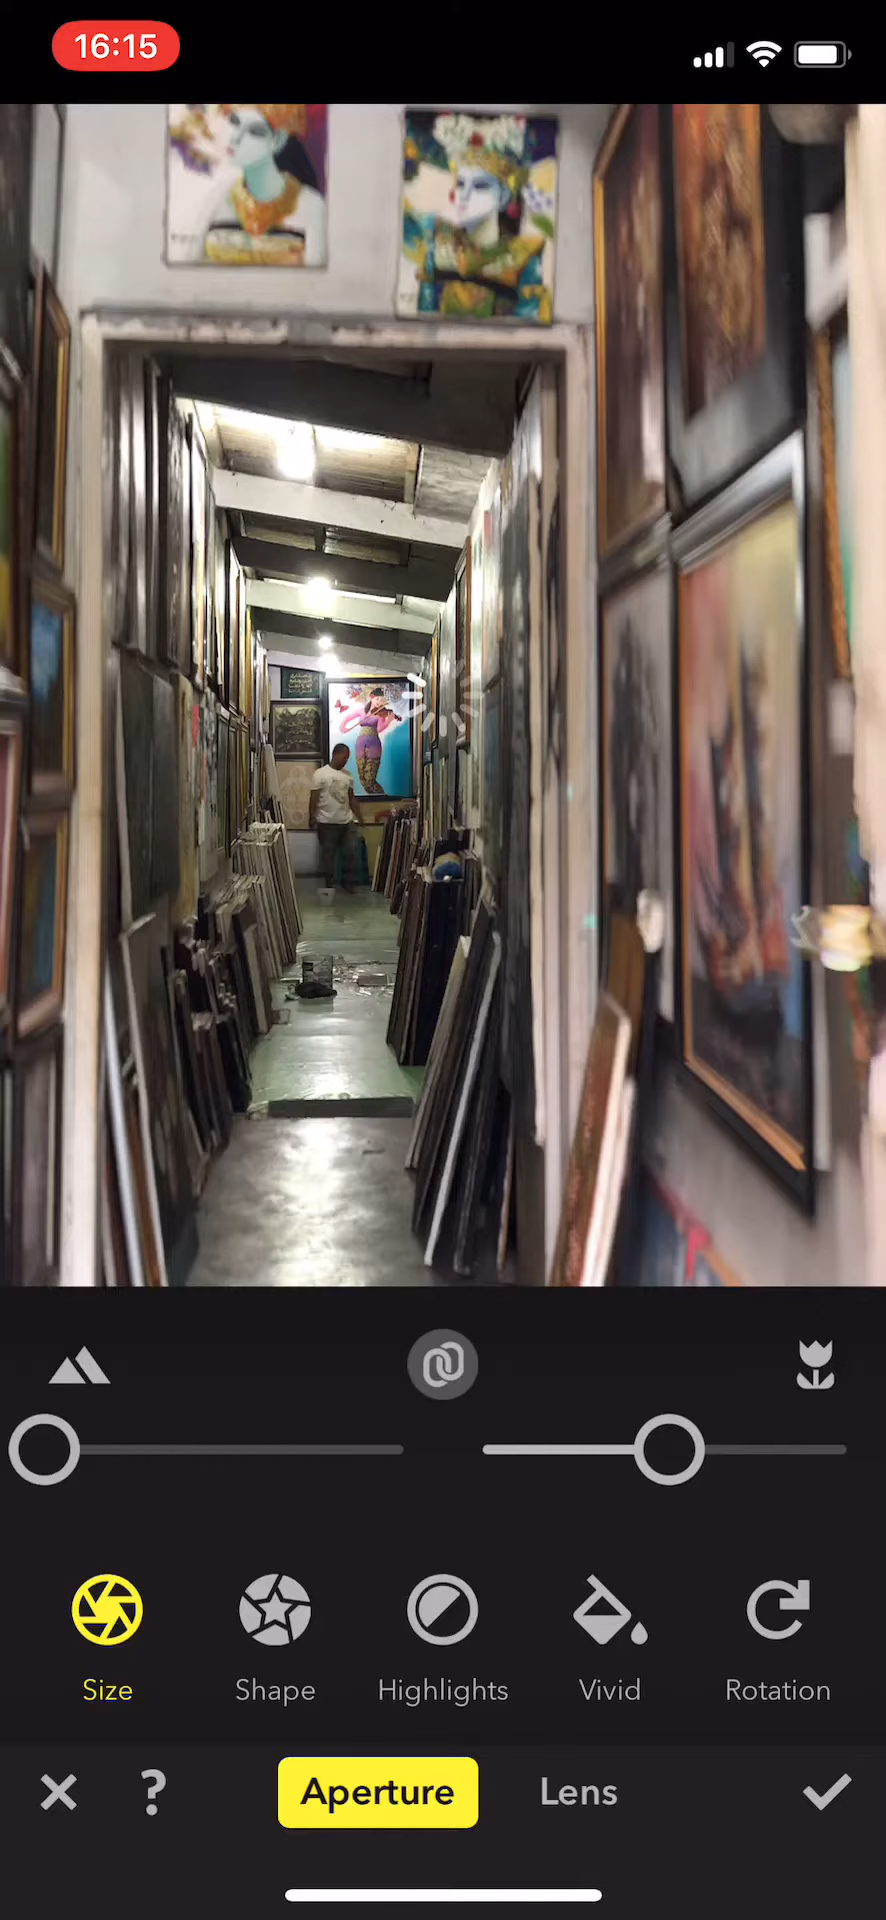 16:15
Size
Shape
Highlights
Vivid
Rotation
?
Aperture
Lens